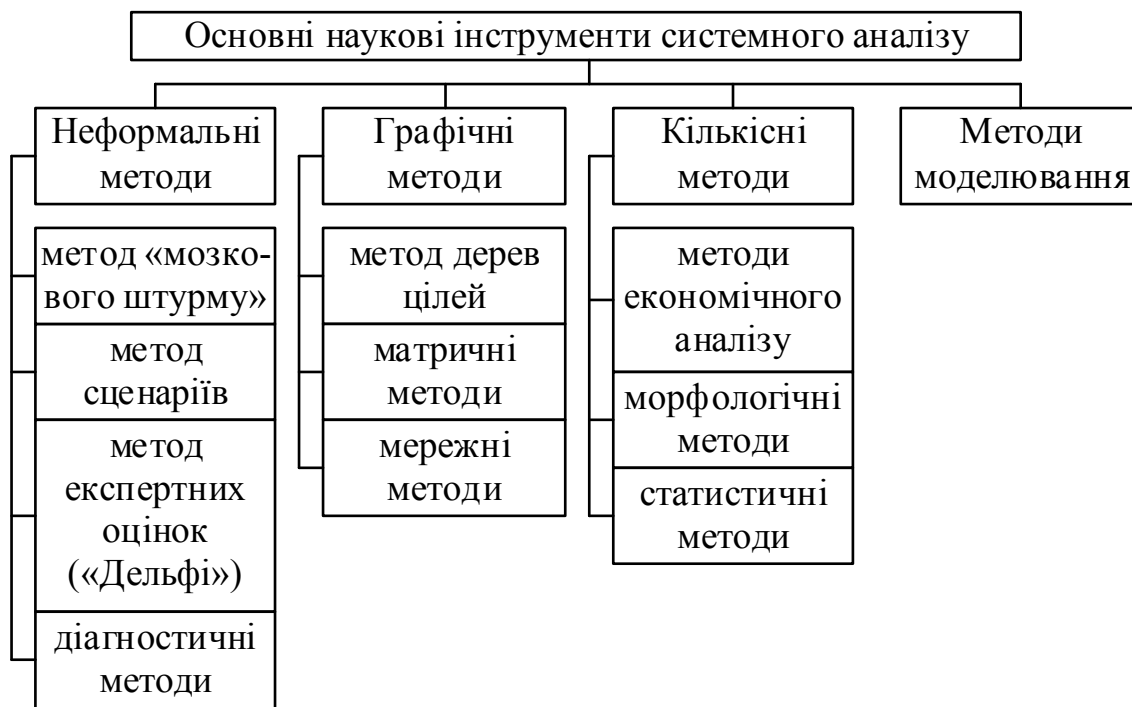 Основні наукові інструменти системного аналізу
Неформальні
методи
метод «мозко-
вого штурму»
метод
сценаріїв
метод
експертних
оцінок
(«Дельфі»)
діагностичні
методи
Графічні
методи
метод дерев
цілей
матричні
методи
мережні
методи
Кількісні
методи
методи
економічного
аналізу
морфологічні
методи
статистичні
методи
Методи
моделювання